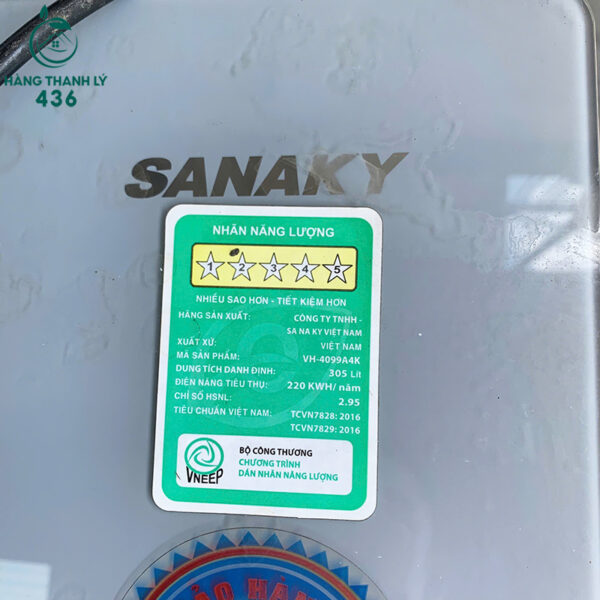 HÀNG THANH LÝ
436
SANAKY
NHÃN NĂNG LƯỢNG
1 2 3 4 5
NHIỀU SAO HƠN - TIẾT KIỆM HƠN
HÃNG SẢN XUẤT: CÔNG TY TNHH -
SA NA KY VIỆT NAM
XUẤT XỨ: VIỆT NAM
MÃ SẢN PHẨM: VH-4099A4K
DUNG TÍCH DANH ĐỊNH: 305 Lít
ĐIỆN NĂNG TIÊU THỤ: 220 KWH/ năm
CHỈ SỐ HSNL: 2.95
TIÊU CHUẨN VIỆT NAM: TCVN7828: 2016
TCVN7829: 2016
VNEEP
BỘ CÔNG THƯƠNG
CHƯƠNG TRÌNH
DÁN NHÃN NĂNG LƯỢNG
BẢO HÀNH